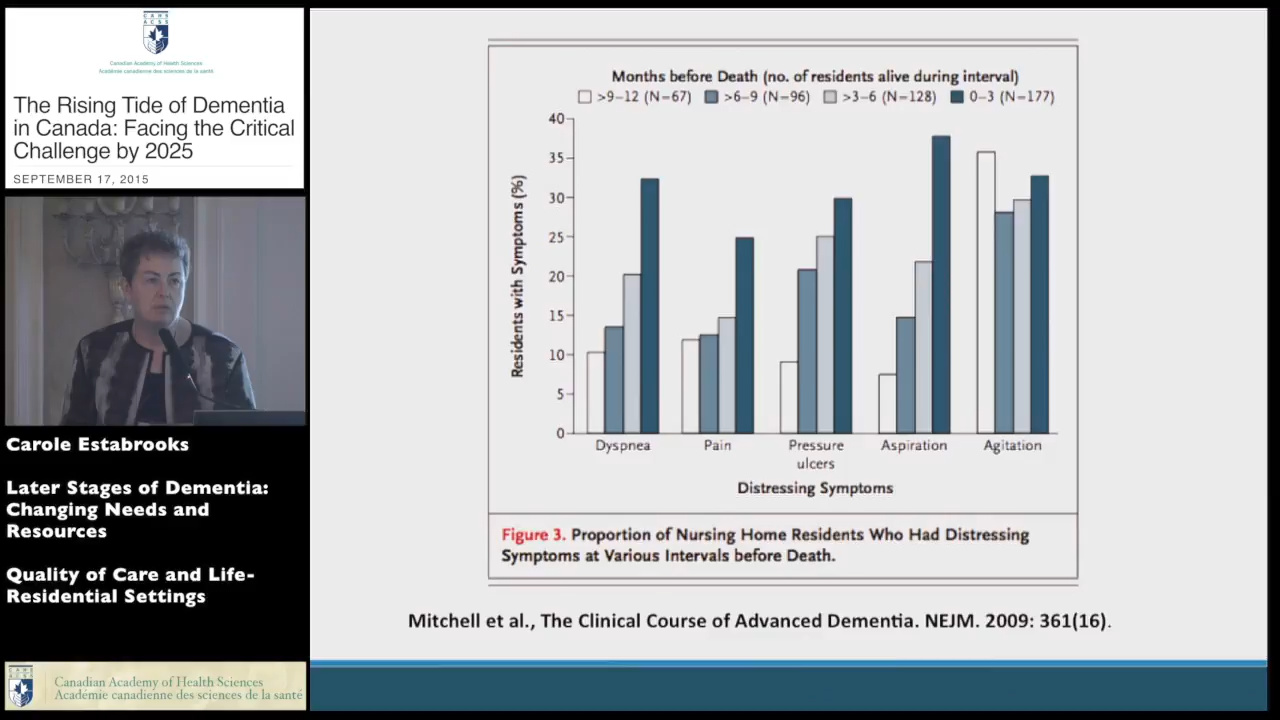 CAHS
ACSS
Canadian Academy of Health Sciences
Académie canadienne des sciences de la santé
The Rising Tide of Dementia
in Canada: Facing the Critical
Challenge by 2025
SEPTEMBER 17, 2015
Carole Estabrooks
Later Stages of Dementia:
Changing Needs and
Resources
Quality of Care and Life-
Residential Settings
CAHS
ACSS
Canadian Academy of Health Sciences
Académie canadienne des sciences de la santé
Months before Death (no. of residents alive during interval)
>9–12 (N=67) >6–9 (N=96) >3–6 (N=128) 0–3 (N=177)
Residents with Symptoms (%)
40
35
30
25
20
15
10
5
0
Dyspnea Pain Pressure ulcers Aspiration Agitation
Distressing Symptoms
Figure 3. Proportion of Nursing Home Residents Who Had Distressing
Symptoms at Various Intervals before Death.
Mitchell et al., The Clinical Course of Advanced Dementia. NEJM. 2009: 361(16).